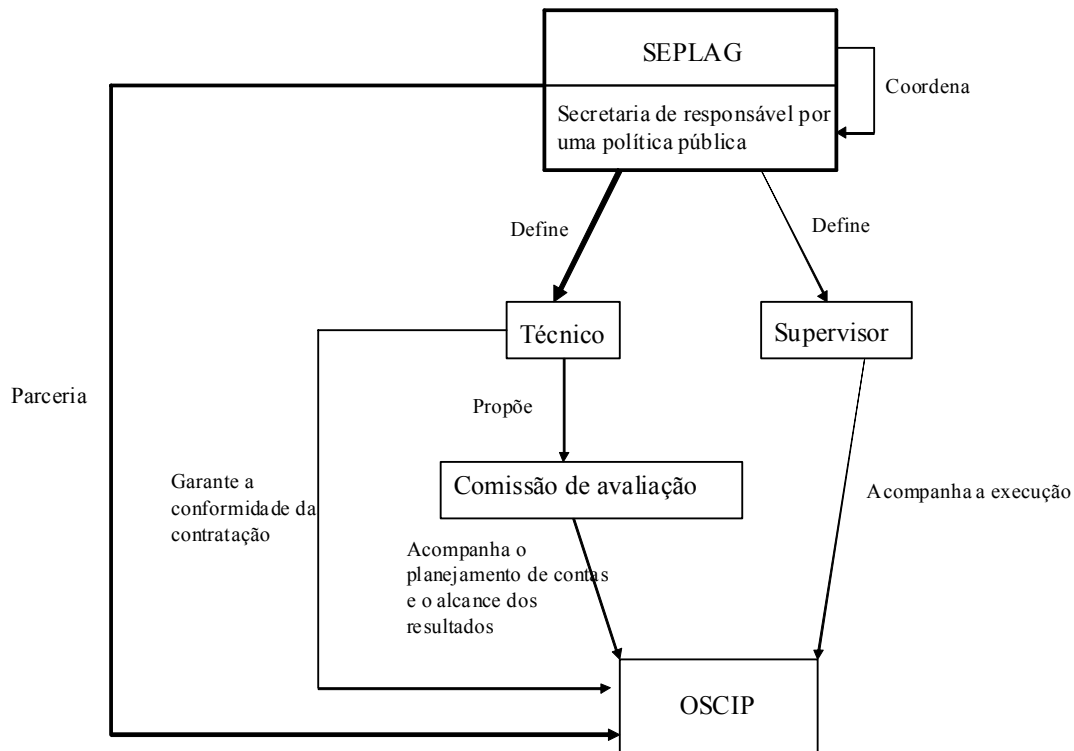 SEPLAG
Coordena
Secretaria de responsável por
uma política pública
Define
Define
Técnico
Supervisor
Parceria
Propõe
Garante a
conformidade da
contratação
Comissão de avaliação
Acompanha a execução
Acompanha o
planejamento de contas
e o alcance dos
resultados
OSCIP